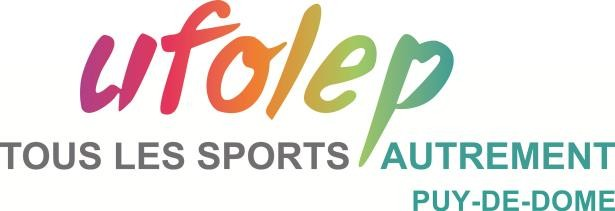 ufolep
TOUS LES SPORTS AUTREMENT
PUY-DE-DOME